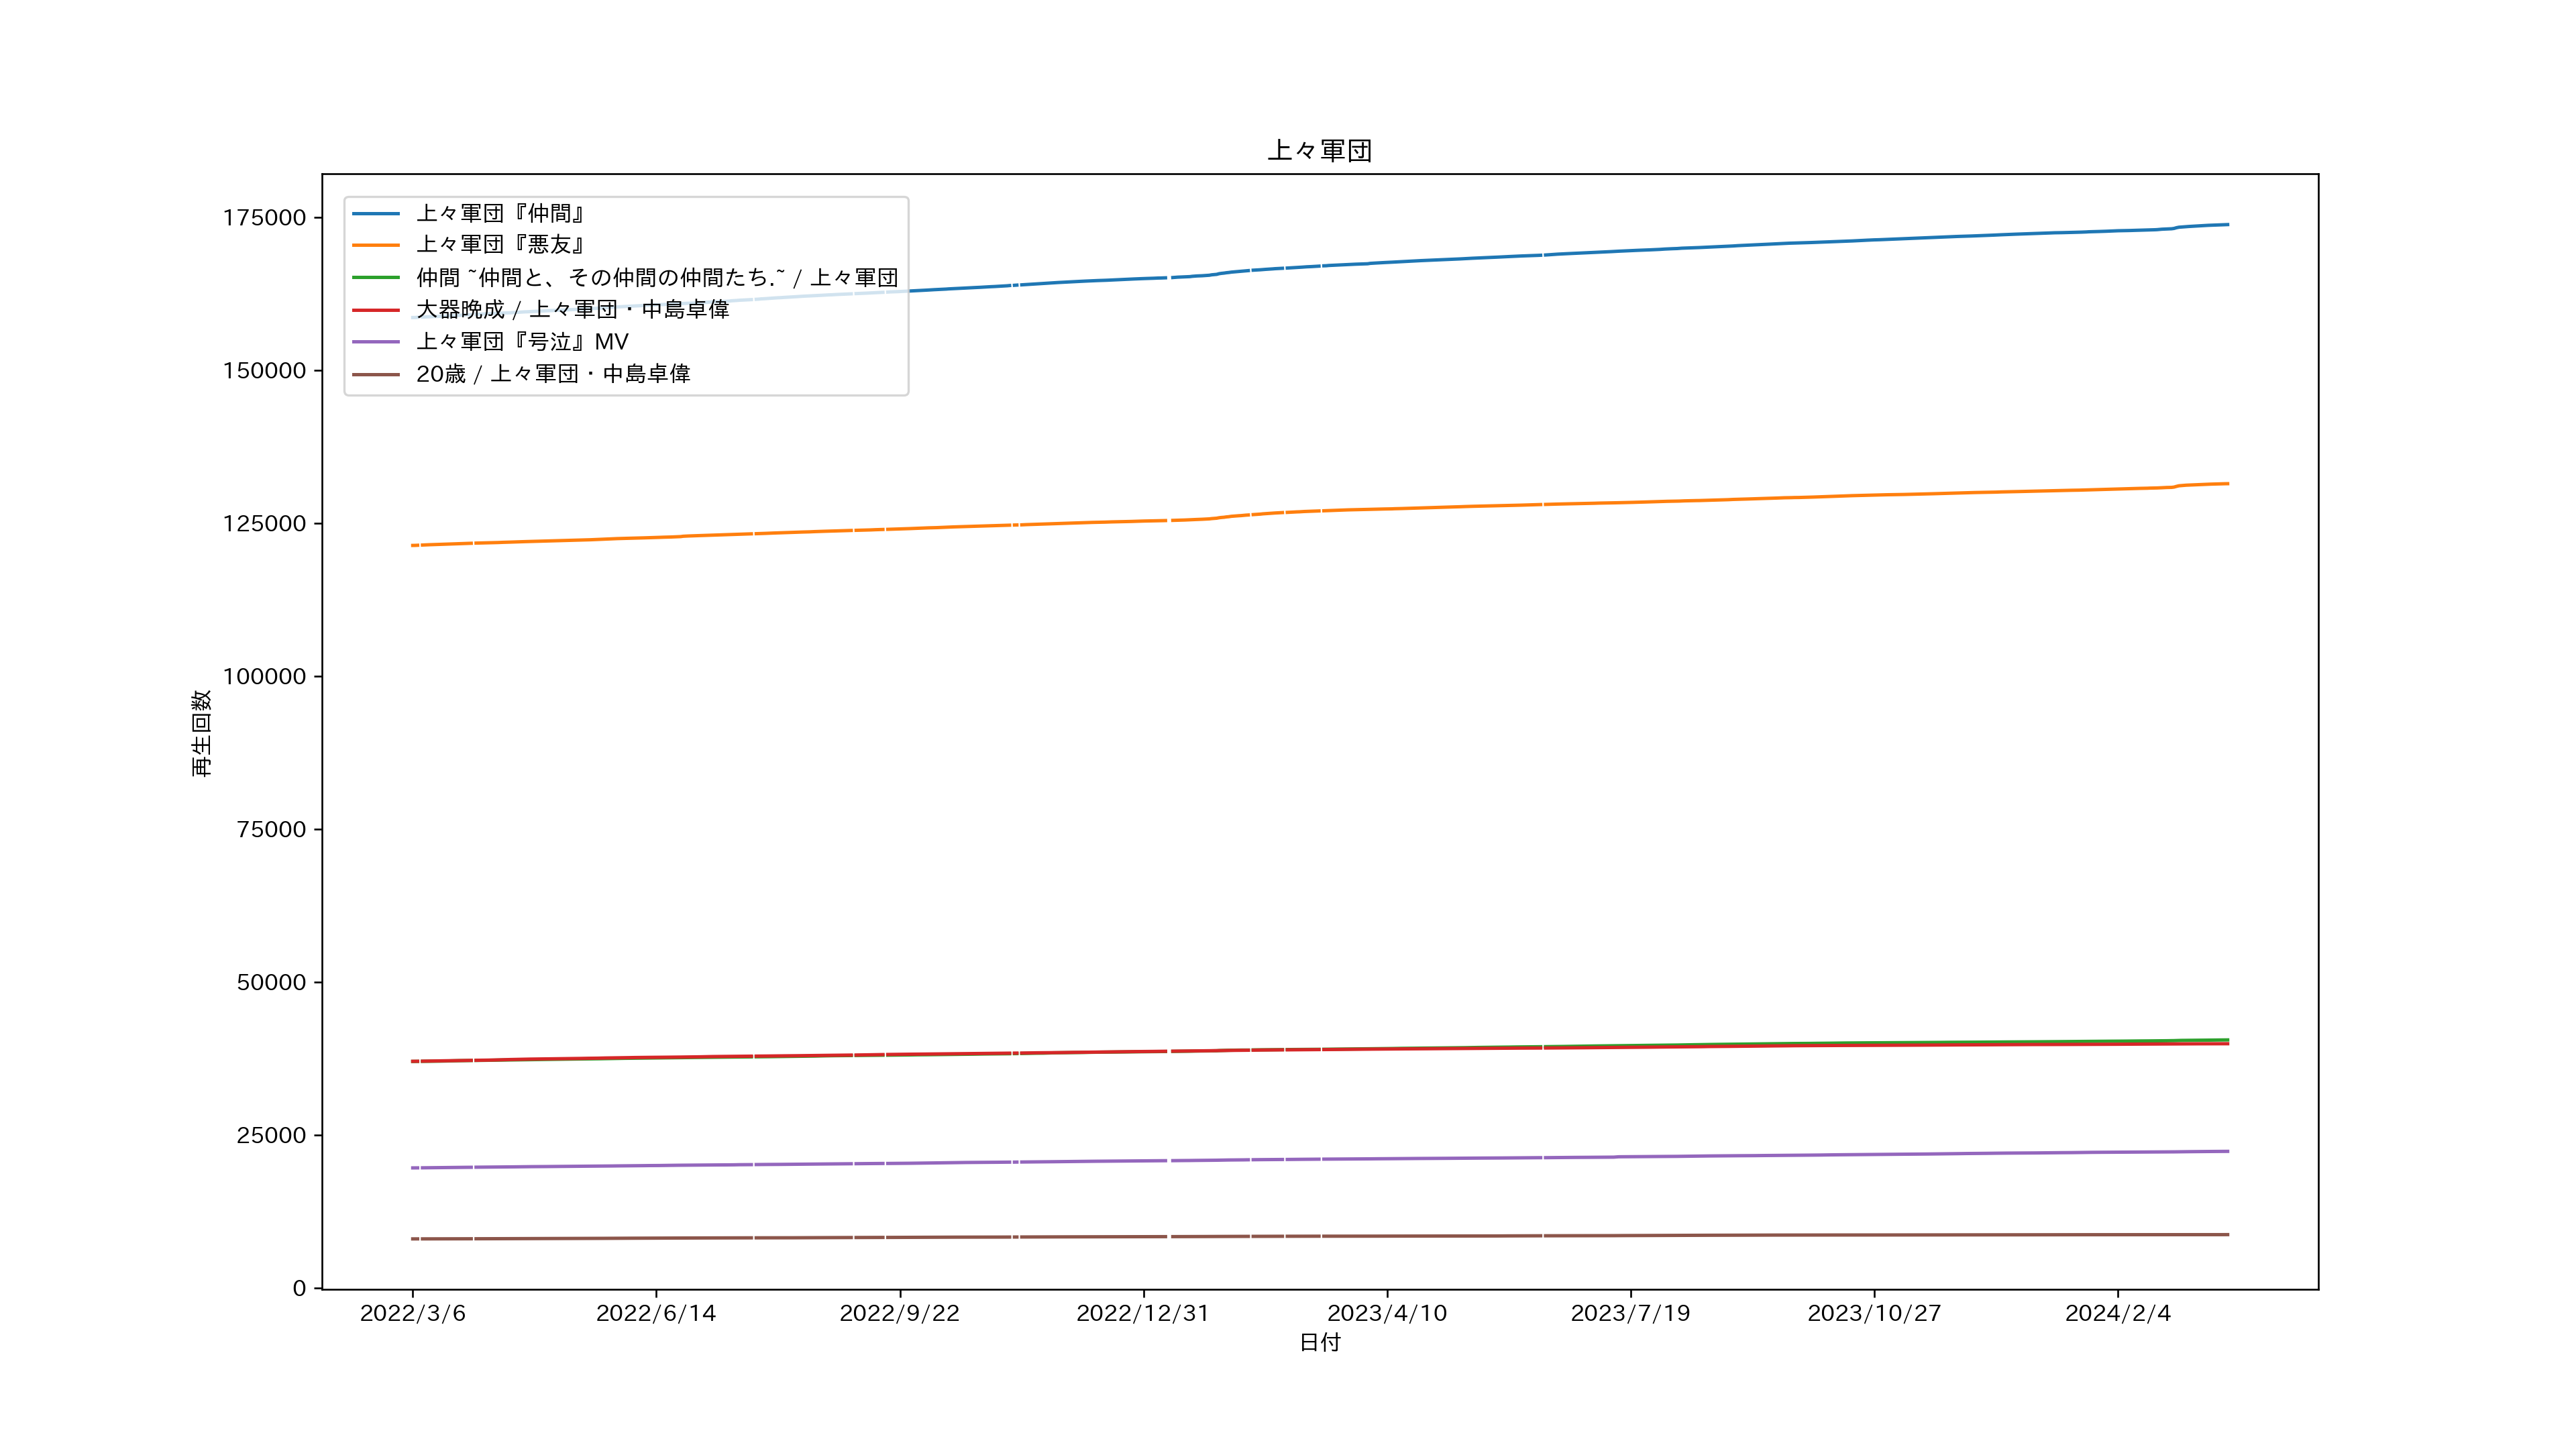 上々軍団
175000
150000
125000
100000
75000
50000
25000
0
再生回数
上々軍団『仲間』
上々軍団『悪友』
仲間 ~仲間と、その仲間の仲間たち.~ / 上々軍団
大器晩成 / 上々軍団・中島卓偉
上々軍団『号泣』MV
20歳 / 上々軍団・中島卓偉
2022/3/6 2022/6/14 2022/9/22 2022/12/31 2023/4/10 2023/7/19 2023/10/27 2024/2/4
日付